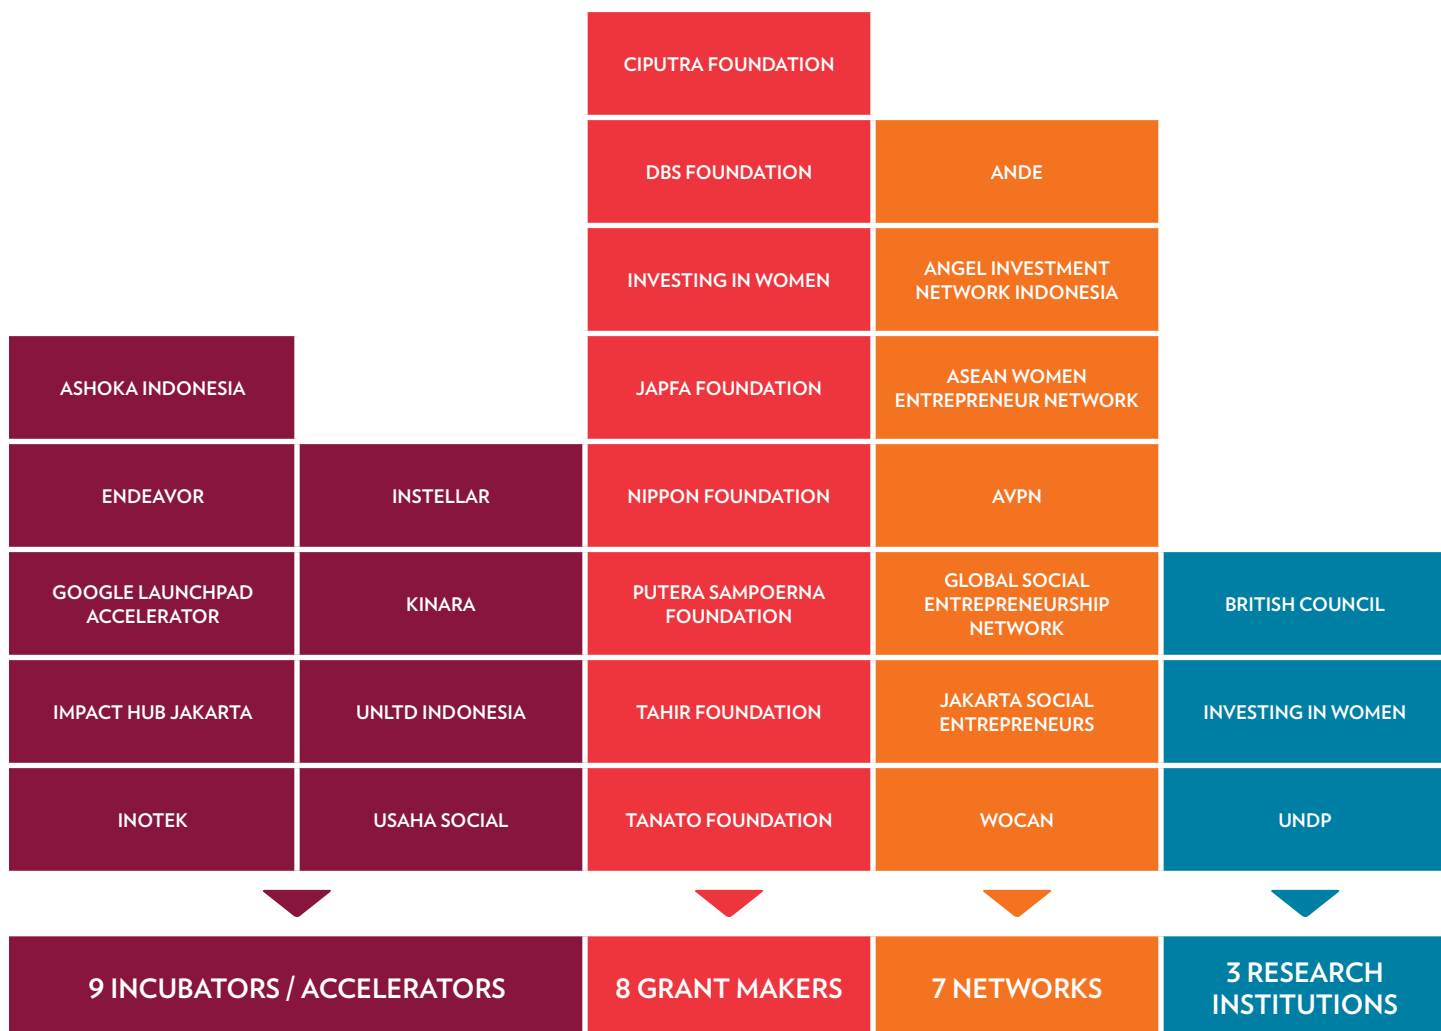 CIPUTRA FOUNDATION
DBS FOUNDATION
ANDE
INVESTING IN WOMEN
ANGEL INVESTMENT
NETWORK INDONESIA
ASHOKA INDONESIA
JAPFA FOUNDATION
ASEAN WOMEN
ENTREPRENEUR NETWORK
ENDEAVOR
INSTELLAR
NIPPON FOUNDATION
AVPN
GOOGLE LAUNCHPAD
ACCELERATOR
KINARA
PUTERA SAMPOERNA
FOUNDATION
GLOBAL SOCIAL
ENTREPRENEURSHIP
NETWORK
BRITISH COUNCIL
IMPACT HUB JAKARTA
UNLTD INDONESIA
TAHIR FOUNDATION
JAKARTA SOCIAL
ENTREPRENEURS
INVESTING IN WOMEN
INOTEK
USAHA SOCIAL
TANATO FOUNDATION
WOCAN
UNDP
9 INCUBATORS / ACCELERATORS
8 GRANT MAKERS
7 NETWORKS
3 RESEARCH
INSTITUTIONS